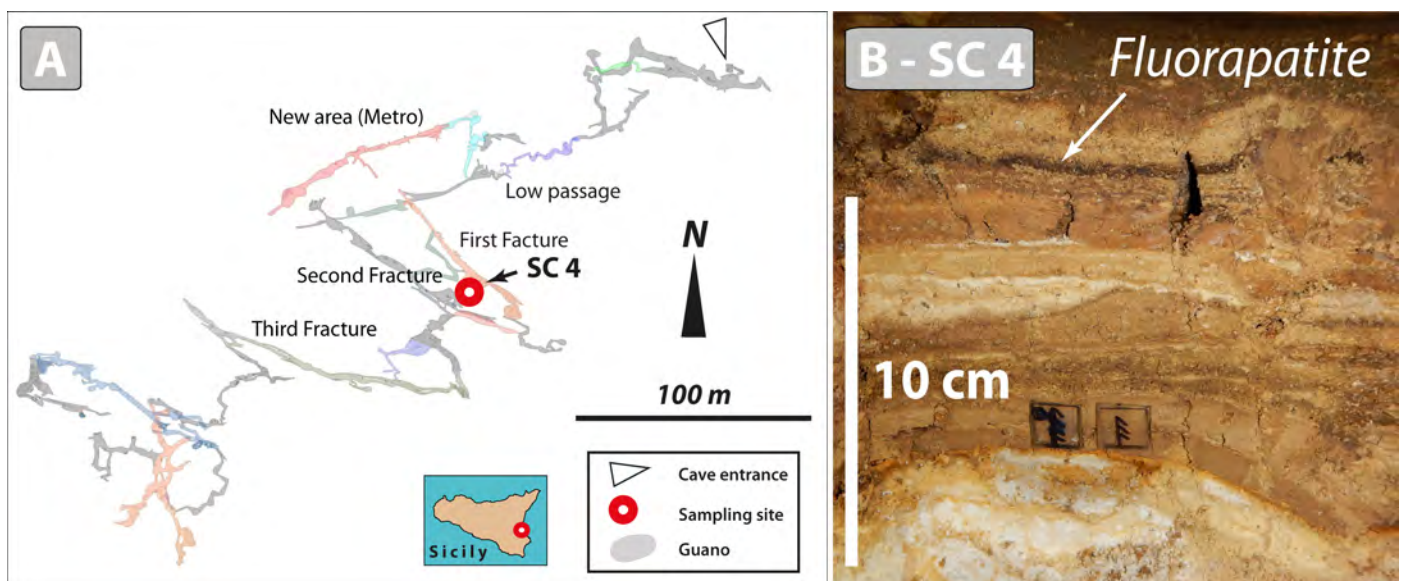 A
New area (Metro)
Low passage
First Facture
SC 4
Second Fracture
Third Fracture
N
100 m
Cave entrance
Sampling site
Guano
Sicily
B - SC 4
Fluorapatite
10 cm